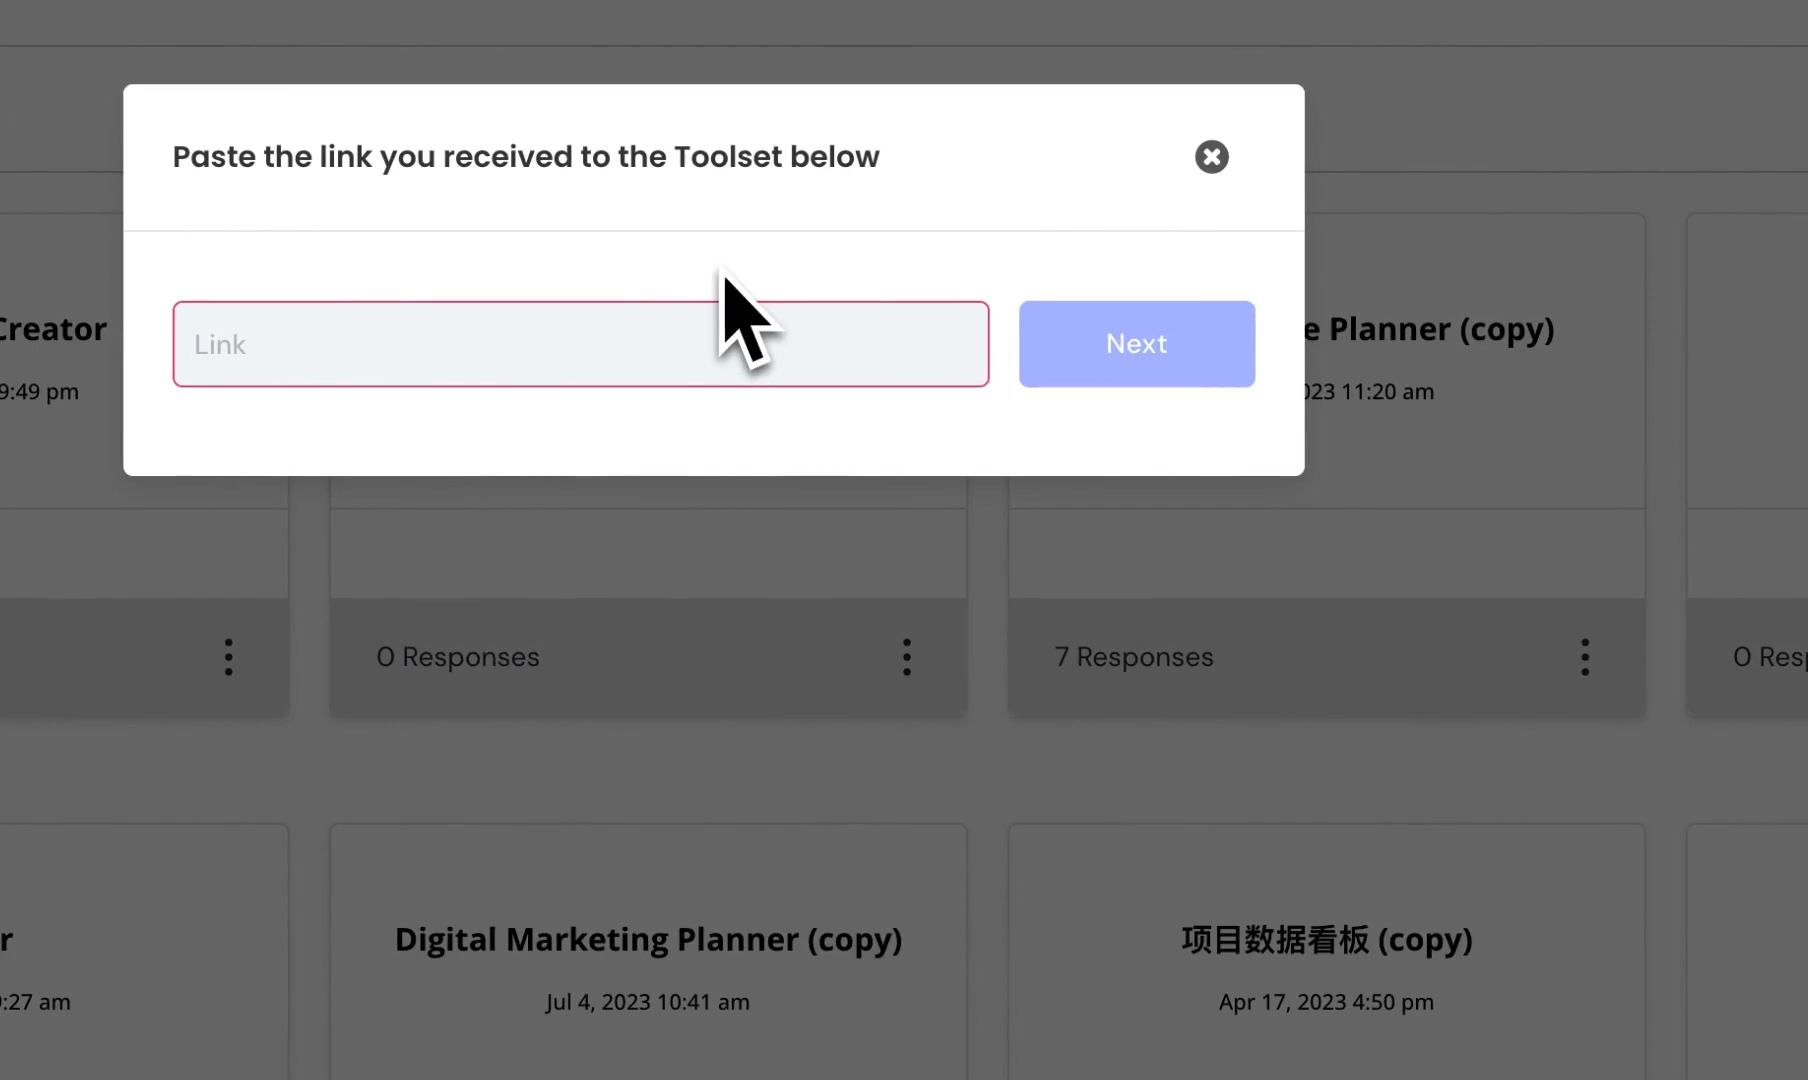 Paste the link you received to the Toolset below
Link
Next
Creator
e Planner (copy)
9:49 pm
023 11:20 am
0 Responses
7 Responses
0 Resp
r
Digital Marketing Planner (copy)
项目数据看板 (copy)
:27 am
Jul 4, 2023 10:41 am
Apr 17, 2023 4:50 pm